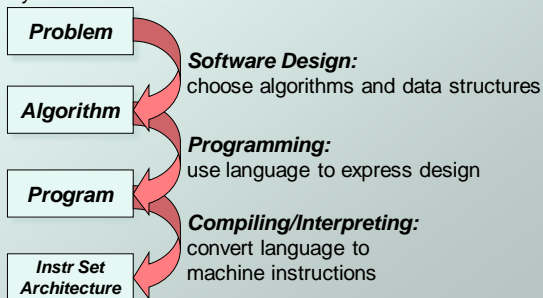 Problem
Software Design:
choose algorithms and data structures
Algorithm
Programming:
use language to express design
Program
Compiling/Interpreting:
convert language to
machine instructions
Instr Set
Architecture